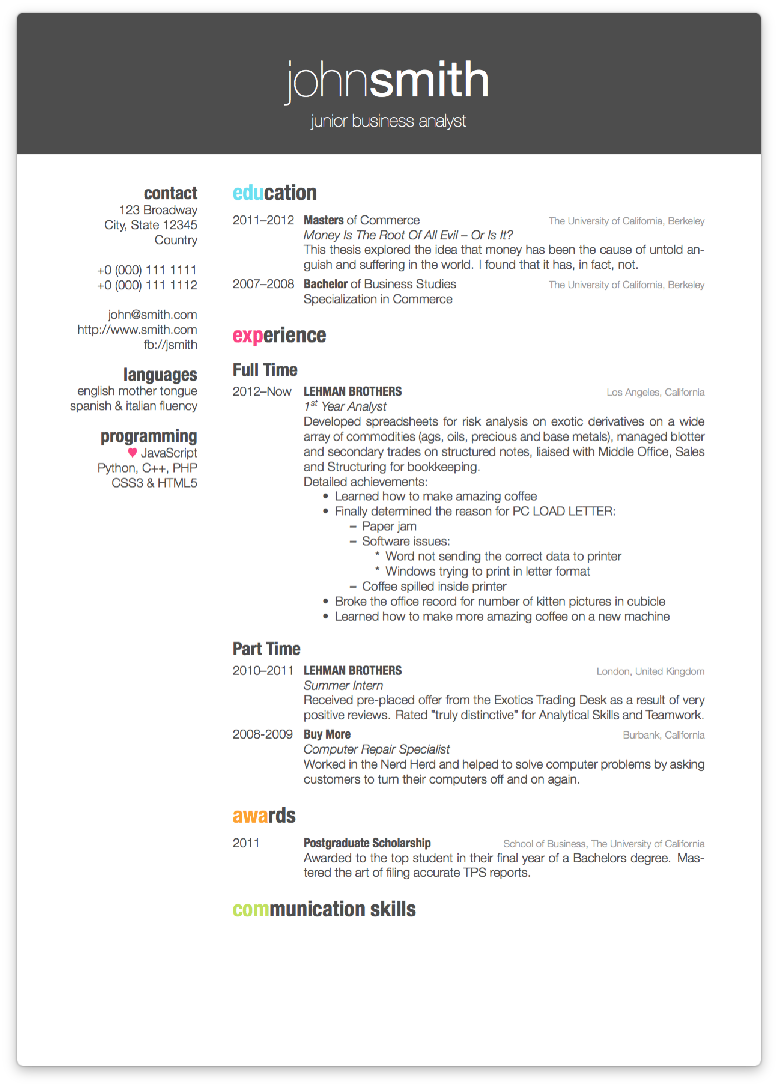 johnsmith
junior business analyst
contact
123 Broadway
City, State 12345
Country
+0 (000) 111 1111
+0 (000) 111 1112
john@smith.com
http://www.smith.com
fb://jsmith
languages
english mother tongue
spanish & italian fluency
programming
♥ JavaScript
Python, C++, PHP
CSS3 & HTML5
education
2011–2012 Masters of Commerce The University of California, Berkeley
Money Is The Root Of All Evil – Or Is It?
This thesis explored the idea that money has been the cause of untold an-
guish and suffering in the world. I found that it has, in fact, not.
2007–2008 Bachelor of Business Studies The University of California, Berkeley
Specialization in Commerce
experience
Full Time
2012–Now LEHMAN BROTHERS Los Angeles, California
1st Year Analyst
Developed spreadsheets for risk analysis on exotic derivatives on a wide
array of commodities (ags, oils, precious and base metals), managed blotter
and secondary trades on structured notes, liaised with Middle Office, Sales
and Structuring for bookkeeping.
Detailed achievements:
• Learned how to make amazing coffee
• Finally determined the reason for PC LOAD LETTER:
– Paper jam
– Software issues:
* Word not sending the correct data to printer
* Windows trying to print in letter format
– Coffee spilled inside printer
• Broke the office record for number of kitten pictures in cubicle
• Learned how to make more amazing coffee on a new machine
Part Time
2010–2011 LEHMAN BROTHERS London, United Kingdom
Summer Intern
Received pre-placed offer from the Exotics Trading Desk as a result of very
positive reviews. Rated "truly distinctive" for Analytical Skills and Teamwork.
2008-2009 Buy More Burbank, California
Computer Repair Specialist
Worked in the Nerd Herd and helped to solve computer problems by asking
customers to turn their computers off and on again.
awards
2011 Postgraduate Scholarship School of Business, The University of California
Awarded to the top student in their final year of a Bachelors degree. Mas-
tered the art of filing accurate TPS reports.
communication skills